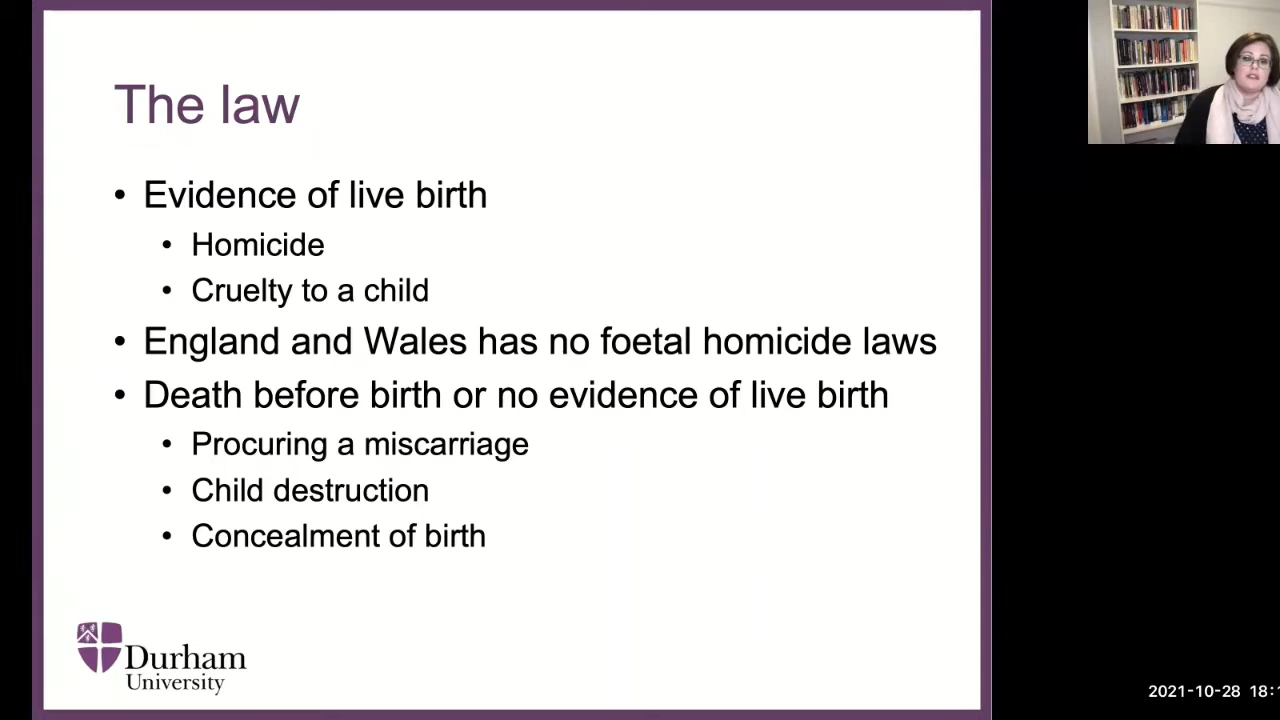 The law
• Evidence of live birth
• Homicide
• Cruelty to a child
• England and Wales has no foetal homicide laws
• Death before birth or no evidence of live birth
• Procuring a miscarriage
• Child destruction
• Concealment of birth
Durham
University
2021-10-28 18: